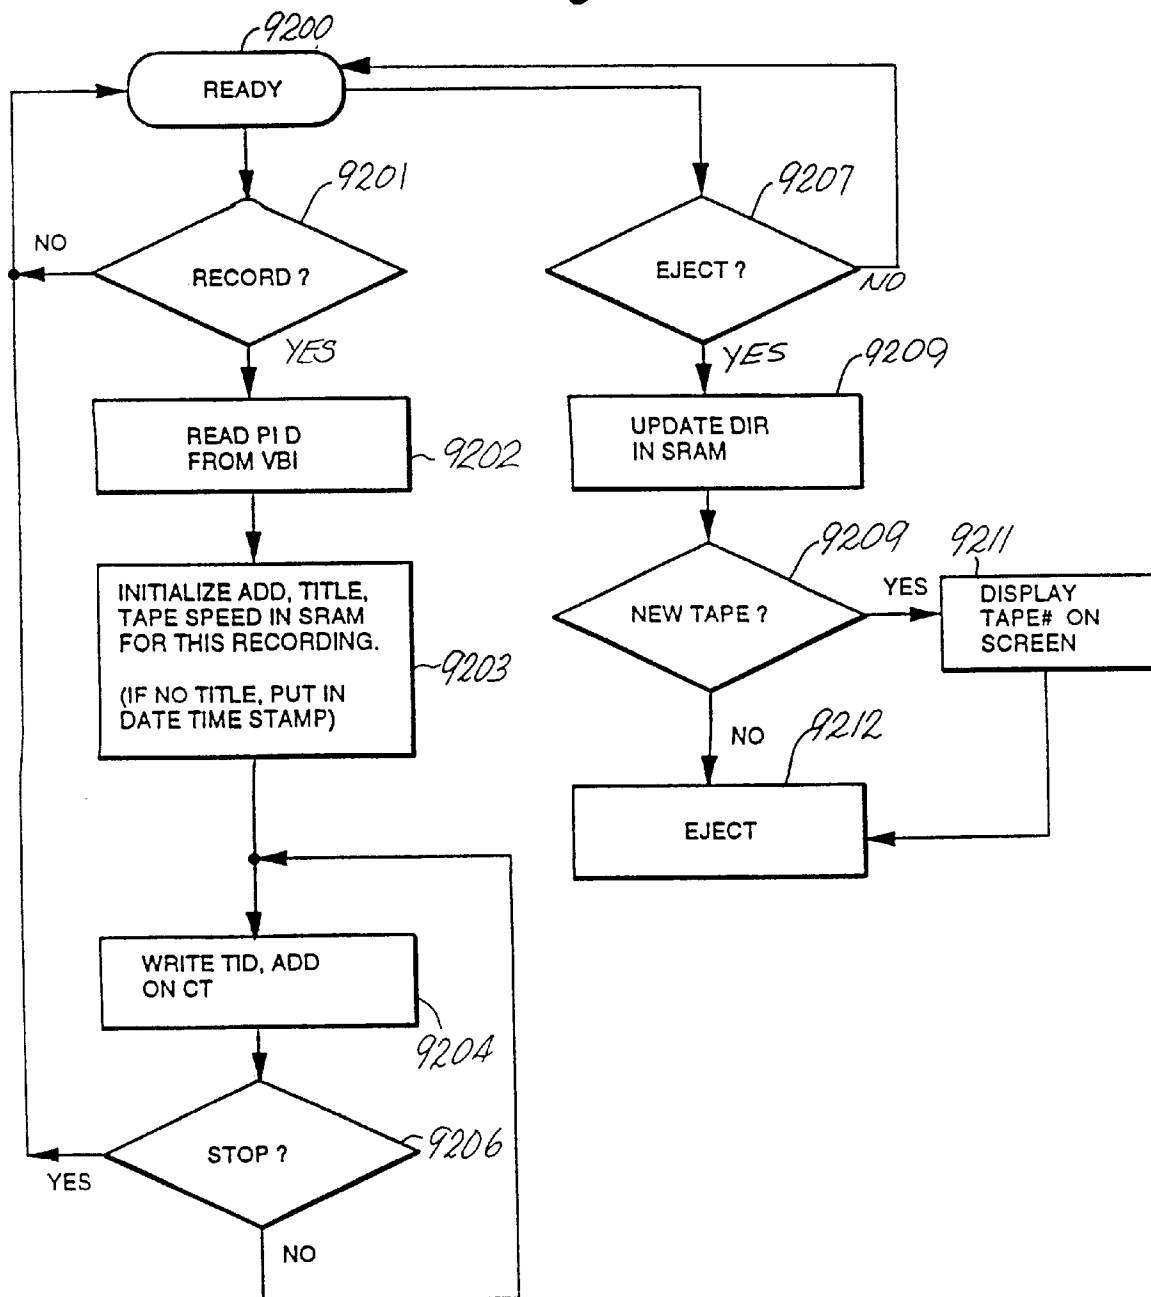 9200
READY
9201
NO
RECORD ?
YES
READ PI D
FROM VBI
9202
INITIALIZE ADD, TITLE,
TAPE SPEED IN SRAM
FOR THIS RECORDING.
(IF NO TITLE, PUT IN
DATE TIME STAMP)
9203
WRITE TID, ADD
ON CT
9204
STOP ?
9206
YES
NO
9207
EJECT ?
NO
YES
9209
UPDATE DIR
IN SRAM
9209
NEW TAPE ?
YES
9211
DISPLAY
TAPE# ON
SCREEN
NO
9212
EJECT